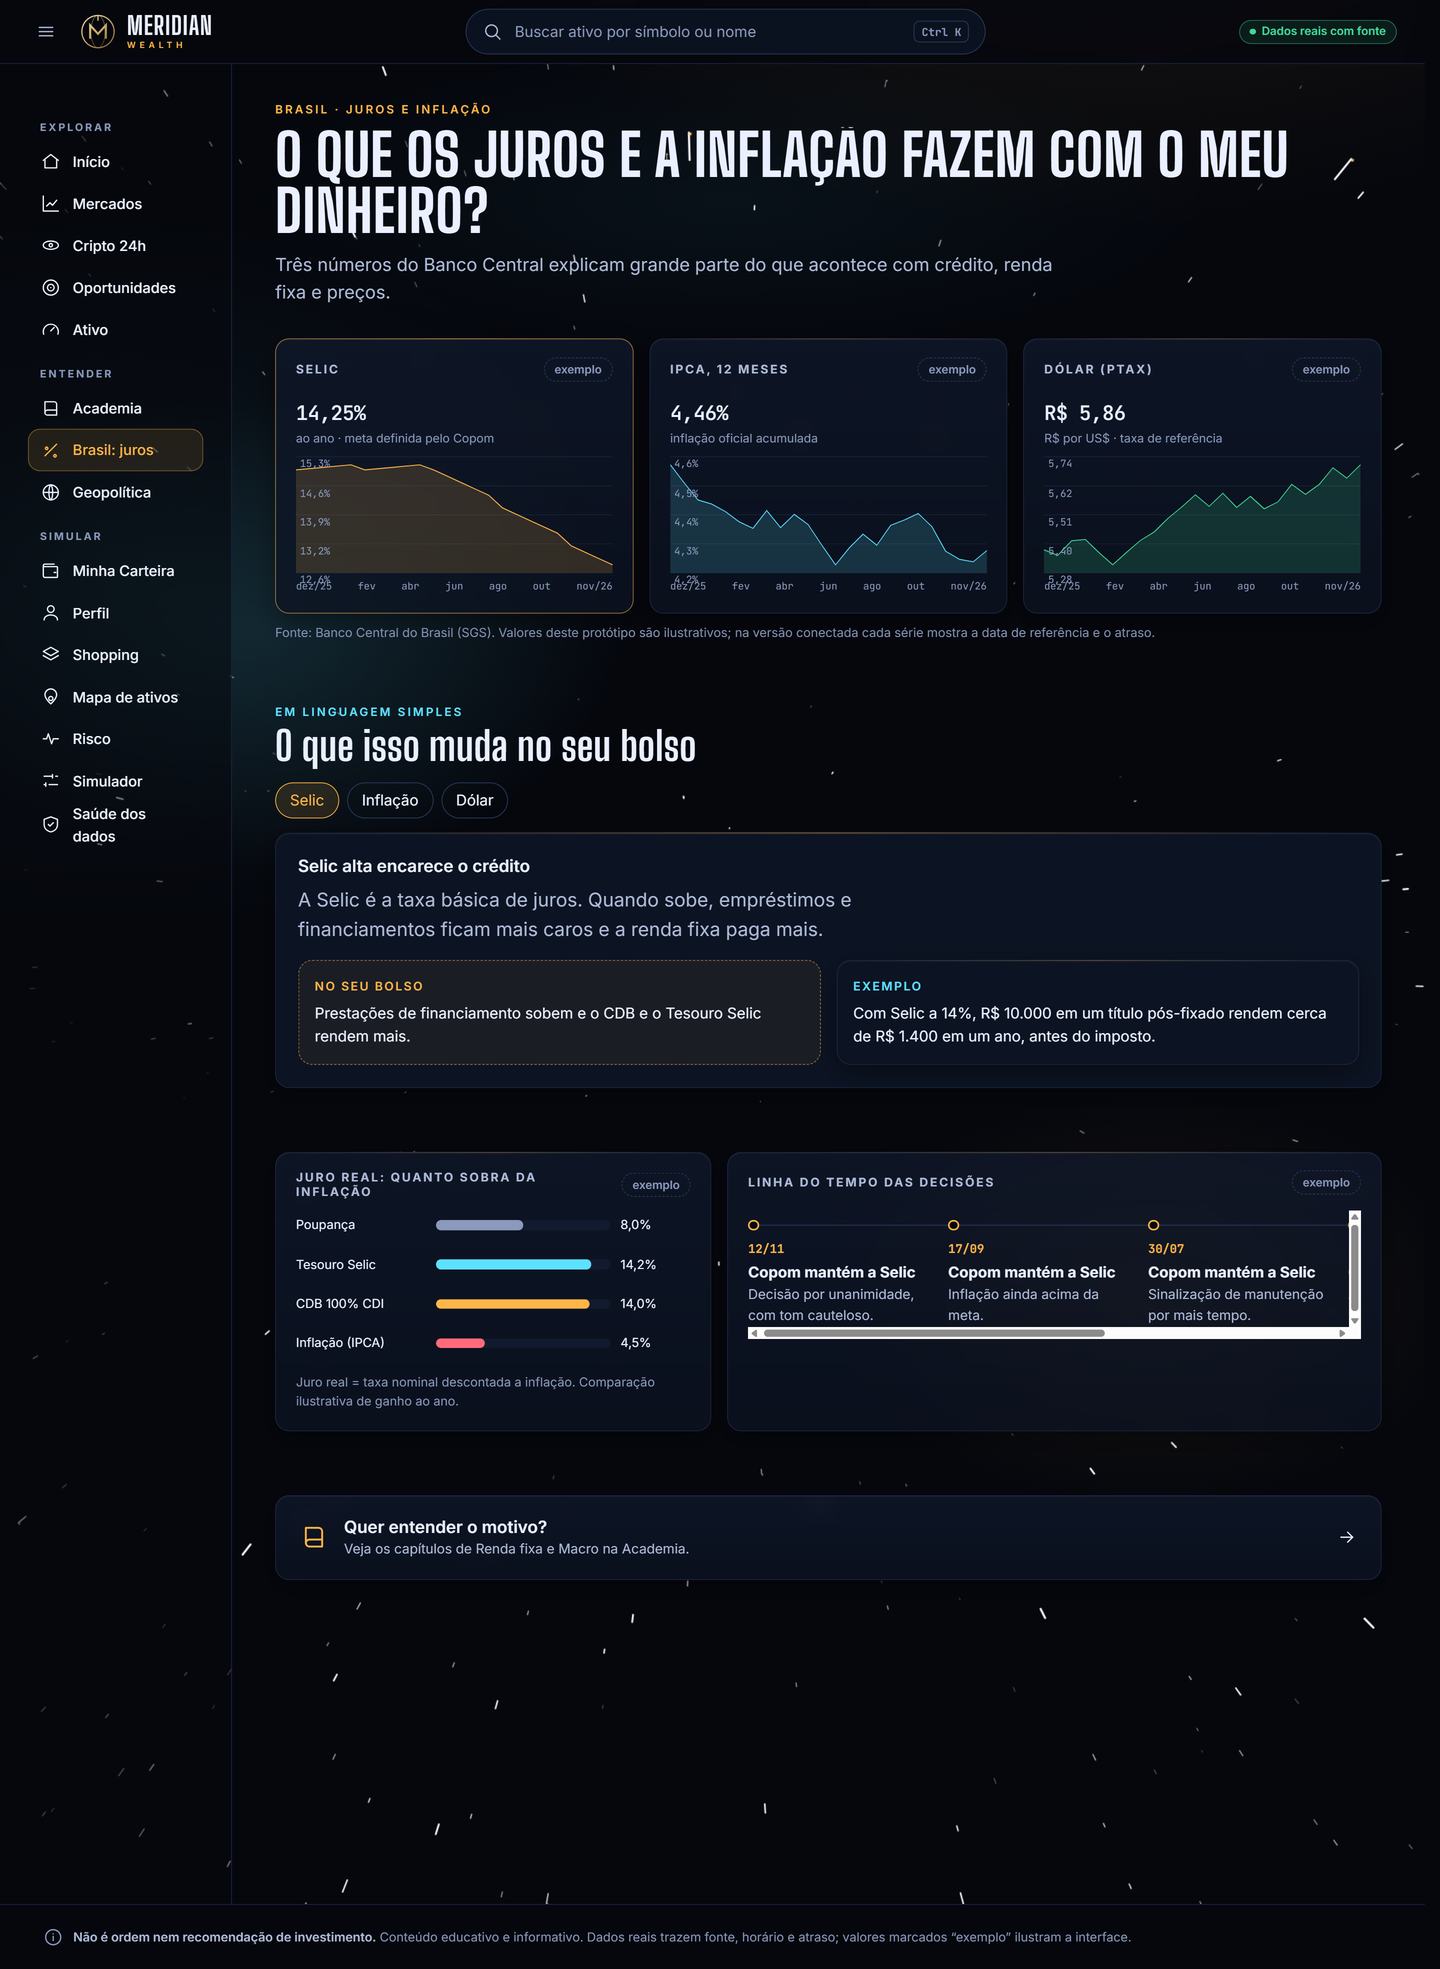 MERIDIAN
WEALTH
Buscar ativo por símbolo ou nome
Ctrl K
Dados reais com fonte
EXPLORAR
Início
Mercados
Cripto 24h
Oportunidades
Ativo
ENTENDER
Academia
Brasil: juros
Geopolítica
SIMULAR
Minha Carteira
Perfil
Shopping
Mapa de ativos
Risco
Simulador
Saúde dos
dados
BRASIL · JUROS E INFLAÇÃO
O QUE OS JUROS E A INFLAÇÃO FAZEM COM O MEU
DINHEIRO?
Três números do Banco Central explicam grande parte do que acontece com crédito, renda
fixa e preços.
SELIC
exemplo
14,25%
ao ano · meta definida pelo Copom
15,3%
14,6%
13,9%
13,2%
12,6%
dez/25 fev abr jun ago out nov/26
IPCA, 12 MESES
exemplo
4,46%
inflação oficial acumulada
4,6%
4,5%
4,4%
4,3%
4,2%
dez/25 fev abr jun ago out nov/26
DÓLAR (PTAX)
exemplo
R$ 5,86
R$ por US$ · taxa de referência
5,74
5,62
5,51
5,40
5,28
dez/25 fev abr jun ago out nov/26
Fonte: Banco Central do Brasil (SGS). Valores deste protótipo são ilustrativos; na versão conectada cada série mostra a data de referência e o atraso.
EM LINGUAGEM SIMPLES
O que isso muda no seu bolso
Selic
Inflação
Dólar
Selic alta encarece o crédito
A Selic é a taxa básica de juros. Quando sobe, empréstimos e
financiamentos ficam mais caros e a renda fixa paga mais.
NO SEU BOLSO
Prestações de financiamento sobem e o CDB e o Tesouro Selic
rendem mais.
EXEMPLO
Com Selic a 14%, R$ 10.000 em um título pós-fixado rendem cerca
de R$ 1.400 em um ano, antes do imposto.
JURO REAL: QUANTO SOBRA DA
INFLAÇÃO
exemplo
Poupança 8,0%
Tesouro Selic 14,2%
CDB 100% CDI 14,0%
Inflação (IPCA) 4,5%
Juro real = taxa nominal descontada a inflação. Comparação
ilustrativa de ganho ao ano.
LINHA DO TEMPO DAS DECISÕES
exemplo
12/11
Copom mantém a Selic
Decisão por unanimidade,
com tom cauteloso.
17/09
Copom mantém a Selic
Inflação ainda acima da
meta.
30/07
Copom mantém a Selic
Sinalização de manutenção
por mais tempo.
Quer entender o motivo?
Veja os capítulos de Renda fixa e Macro na Academia.
Não é ordem nem recomendação de investimento. Conteúdo educativo e informativo. Dados reais trazem fonte, horário e atraso; valores marcados “exemplo” ilustram a interface.